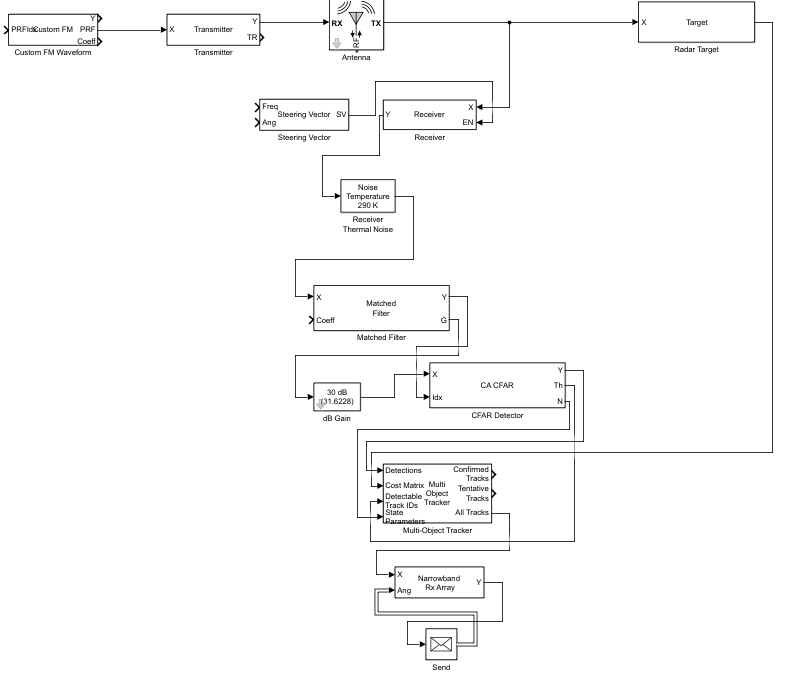 Y
PRFIdx
Custom FM
PRF
Coeff
Custom FM Waveform
X
Transmitter
Y
TR
Transmitter
RX
TX
RF
Antenna
X
Target
Radar Target
Freq
Ang
Steering Vector
SV
Steering Vector
Y
Receiver
X
EN
Receiver
Noise
Temperature
290 K
Receiver
Thermal Noise
X
Coeff
Matched
Filter
Y
G
Matched Filter
30 dB
(31.6228)
dB Gain
X
Idx
CA CFAR
Y
Th
N
CFAR Detector
Detections
Cost Matrix
Detectable
Track IDs
State
Parameters
Multi
Object
Tracker
Confirmed
Tracks
Tentative
Tracks
All Tracks
Multi-Object Tracker
X
Ang
Narrowband
Rx Array
Y
Send